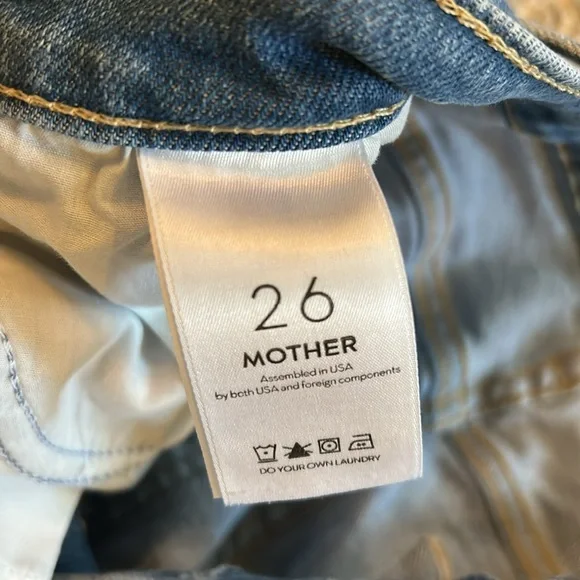 26
MOTHER
Assembled in USA
by both USA and foreign components
DO YOUR OWN LAUNDRY